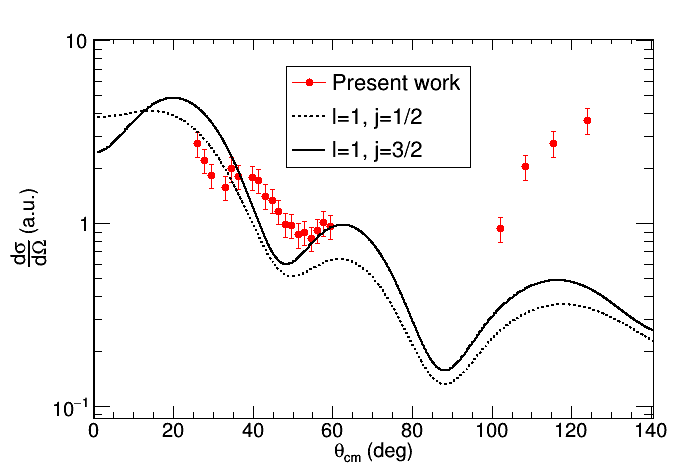 10
1
10⁻¹
dσ
dΩ (a.u.)
Present work
l=1, j=1/2
l=1, j=3/2
0 20 40 60 80 100 120 140
θcm (deg)